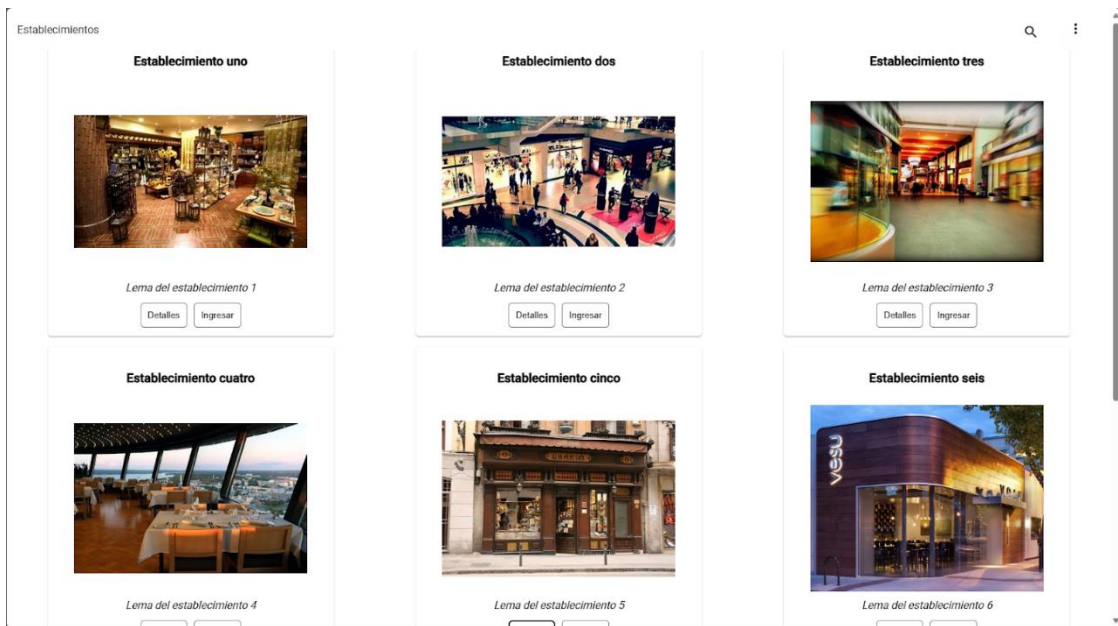 Establecimientos
Establecimiento uno
Establecimiento dos
Establecimiento tres
Lema del establecimiento 1
Lema del establecimiento 2
Lema del establecimiento 3
Detalles Ingresar
Detalles Ingresar
Detalles Ingresar
Establecimiento cuatro
Establecimiento cinco
Establecimiento seis
vesu
Lema del establecimiento 4
Lema del establecimiento 5
Lema del establecimiento 6